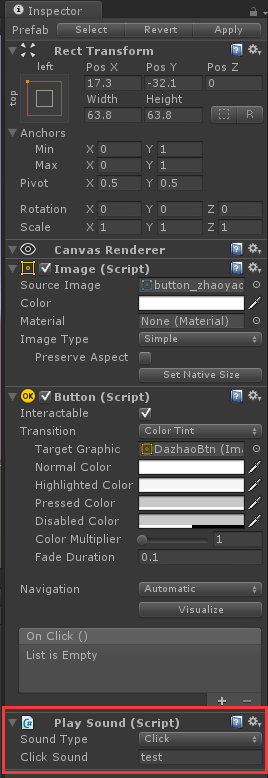 Inspector
Prefab Select Revert Apply
Rect Transform
left Pos X Pos Y Pos Z
17.3 -32.1 0
top Width Height
63.8 63.8
R
Anchors
Min X 0 Y 1
Max X 0 Y 1
Pivot X 0.5 Y 0.5
Rotation X 0 Y 0 Z 0
Scale X 1 Y 1 Z 1
Canvas Renderer
Image (Script)
Source Image button_zhaoyao
Color
Material None (Material)
Image Type Simple
Preserve Aspect
Set Native Size
OK Button (Script)
Interactable
Transition Color Tint
Target Graphic DazhaoBtn (Ima
Normal Color
Highlighted Color
Pressed Color
Disabled Color
Color Multiplier 1
Fade Duration 0.1
Navigation Automatic
Visualize
On Click ()
List is Empty
+ −
Play Sound (Script)
Sound Type Click
Click Sound test